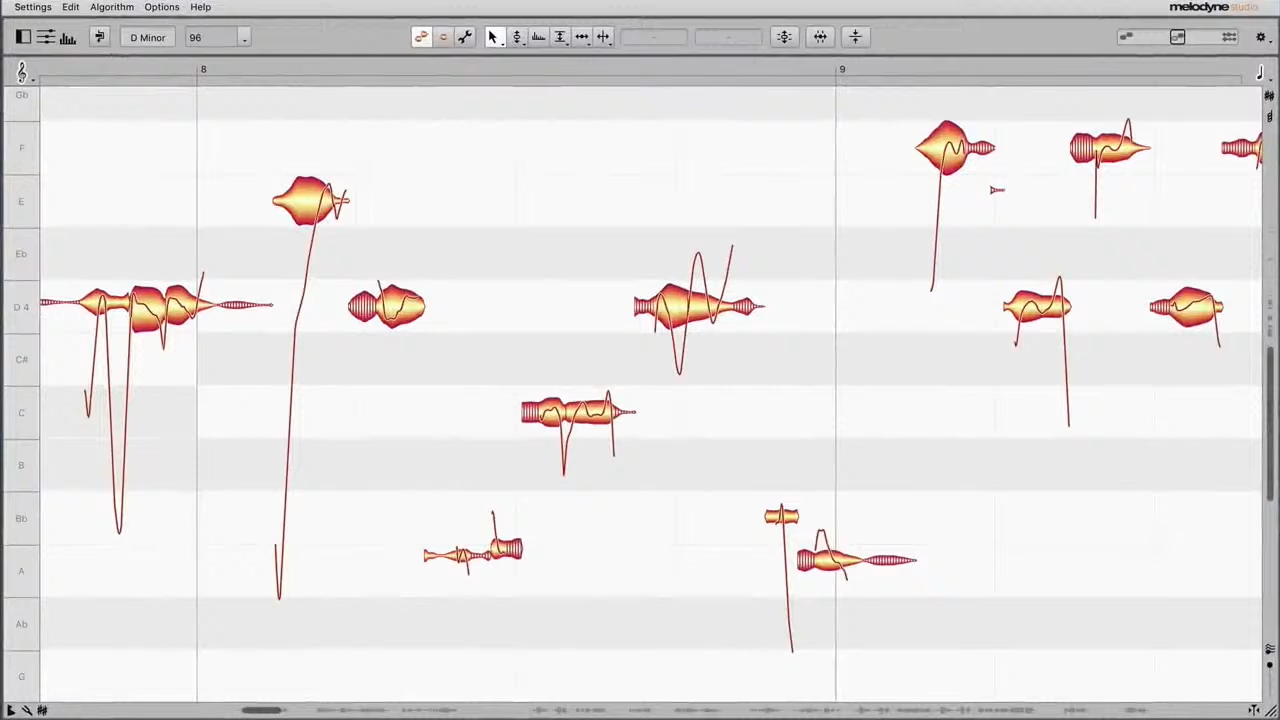 Settings Edit Algorithm Options Help melodyne studio
D Minor 96 - -
8 9
Gb
F
E
Eb
D 4
C#
C
B
Bb
A
Ab
G